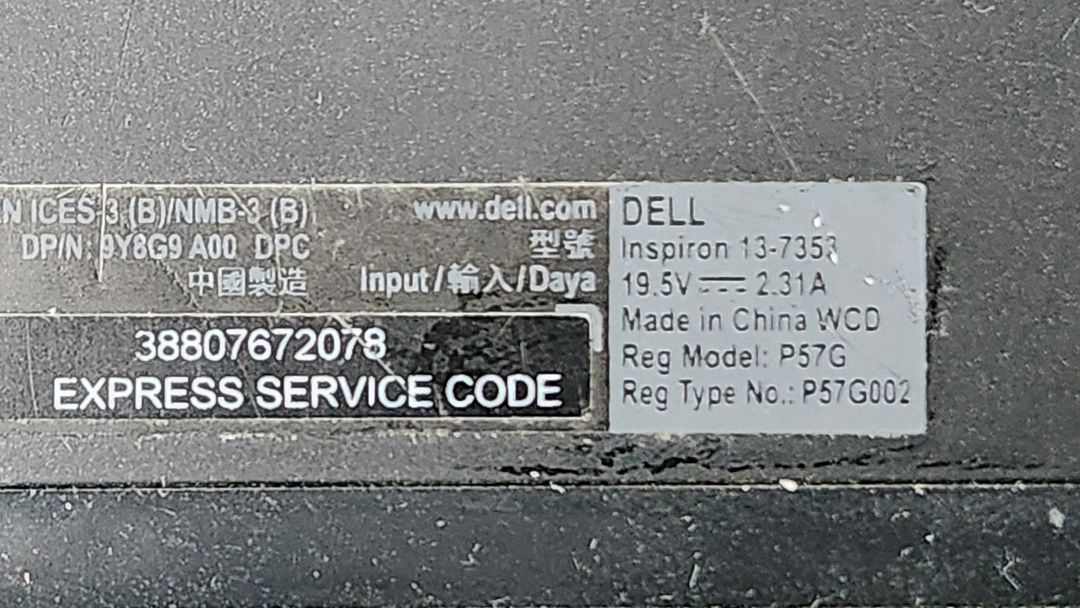 N ICES-3 (B)/NMB-3 (B)
DP/N: 9Y8G9 A00 DPC
中國製造
www.dell.com
型號
Input/輸入/Daya
38807672078
EXPRESS SERVICE CODE
DELL
Inspiron 13-7353
19.5V 2.31A
Made in China WCD
Reg Model: P57G
Reg Type No.: P57G002